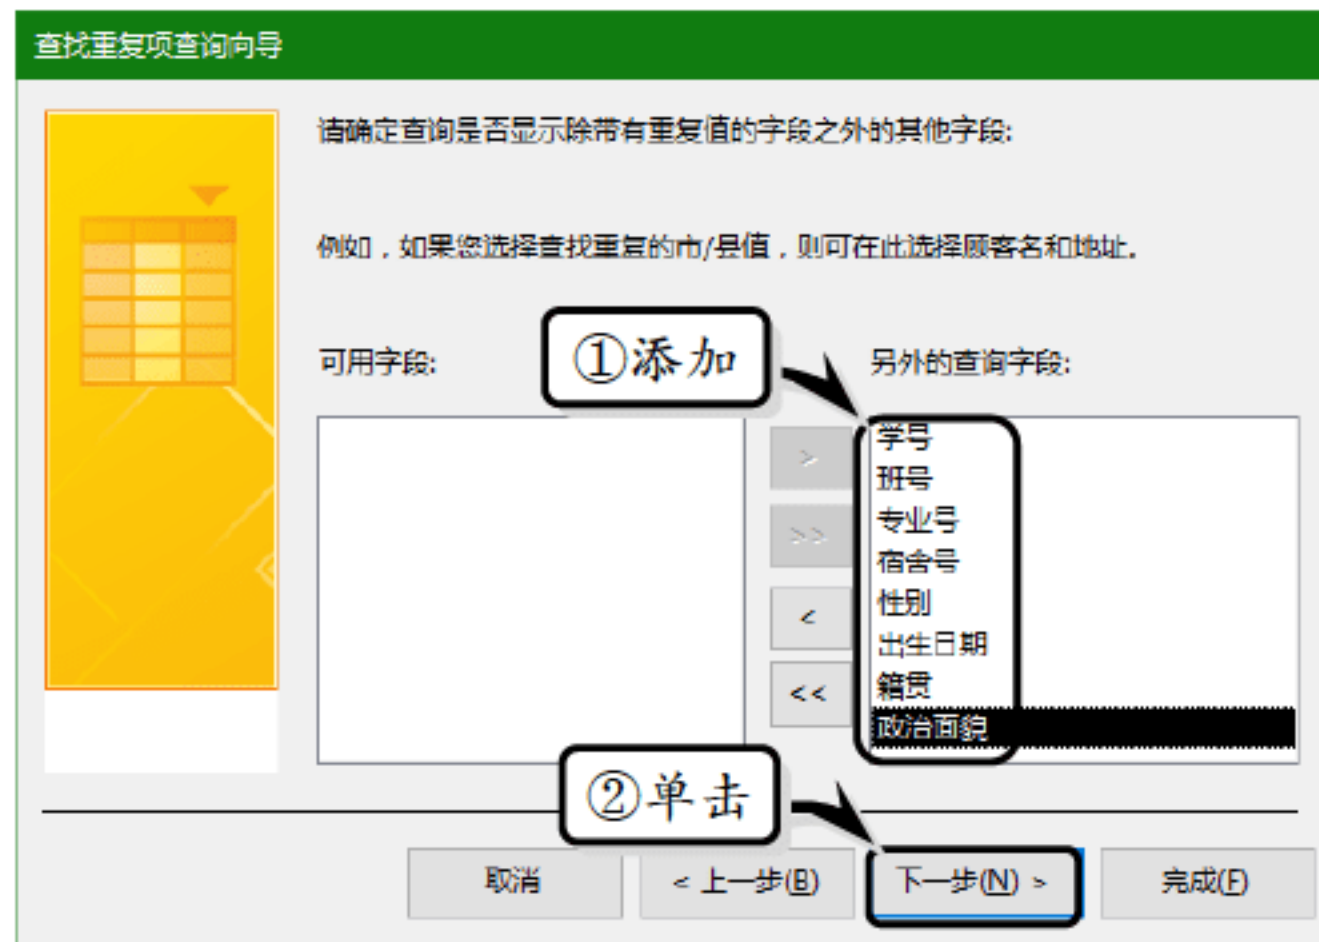 查找重复项查询向导
请确定查询是否显示除带有重复值的字段之外的其他字段:
例如，如果您选择查找重复的市/县值，则可在此选择顾客名和地址。
可用字段:
①添加
另外的查询字段:
>
>>
<
<<
学号
班号
专业号
宿舍号
性别
出生日期
籍贯
政治面貌
②单击
取消
< 上一步(B)
下一步(N) >
完成(F)